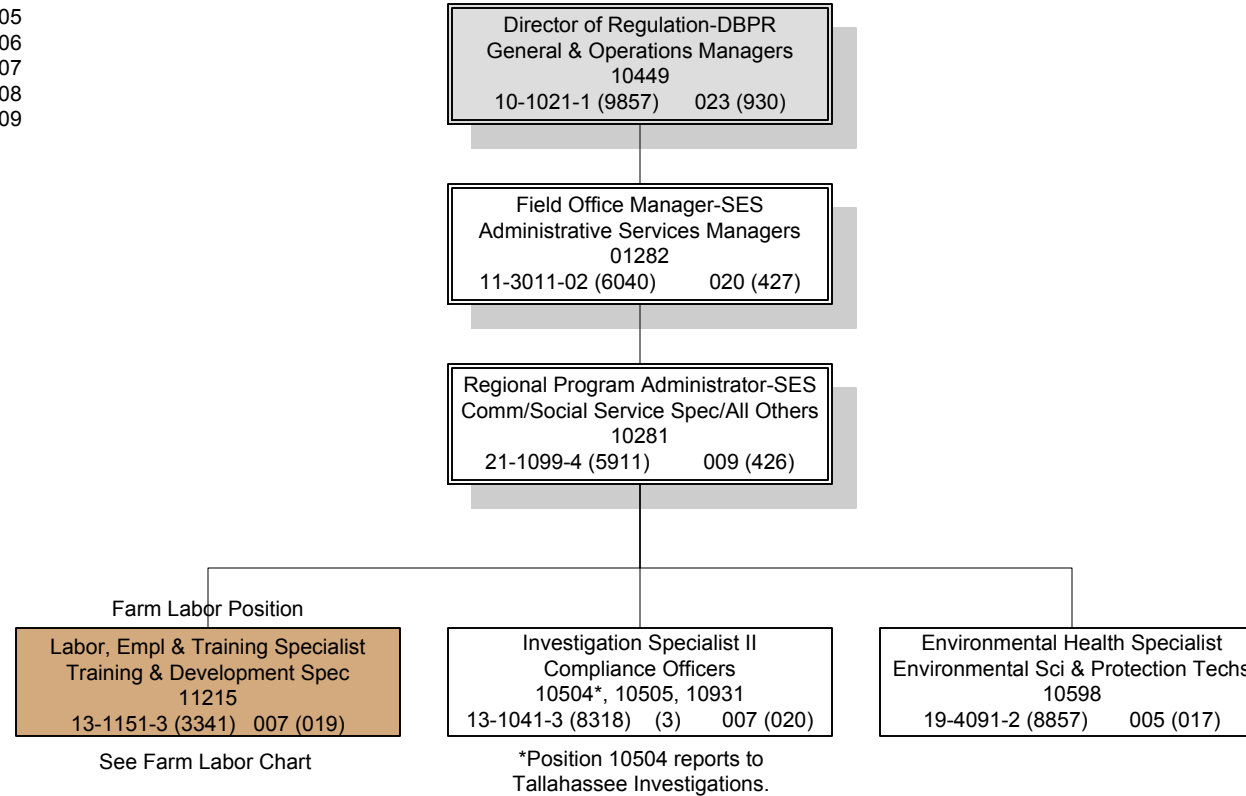 05
06
07
08
09
Director of Regulation-DBPR
General & Operations Managers
10449
10-1021-1 (9857) 023 (930)
Field Office Manager-SES
Administrative Services Managers
01282
11-3011-02 (6040) 020 (427)
Regional Program Administrator-SES
Comm/Social Service Spec/All Others
10281
21-1099-4 (5911) 009 (426)
Farm Labor Position
Labor, Empl & Training Specialist
Training & Development Spec
11215
13-1151-3 (3341) 007 (019)
See Farm Labor Chart
Investigation Specialist II
Compliance Officers
10504*, 10505, 10931
13-1041-3 (8318) (3) 007 (020)
*Position 10504 reports to
Tallahassee Investigations.
Environmental Health Specialist
Environmental Sci & Protection Techs
10598
19-4091-2 (8857) 005 (017)